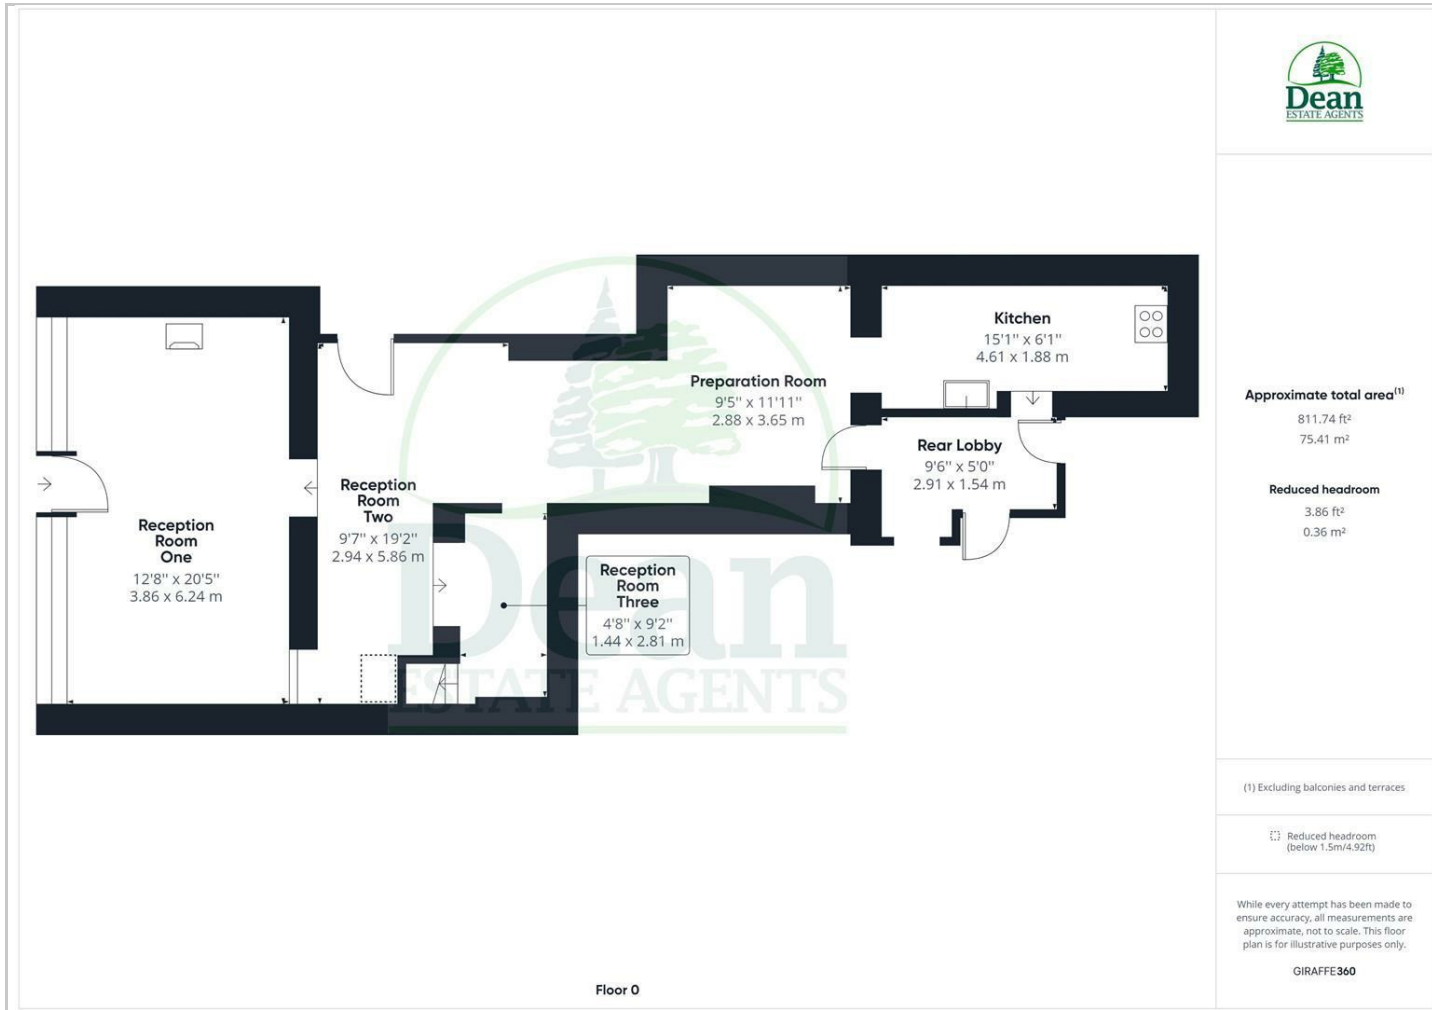 Dean
ESTATE AGENTS
Kitchen
15'1" x 6'1"
4.61 x 1.88 m
Preparation Room
9'5" x 11'11"
2.88 x 3.65 m
Rear Lobby
9'6" x 5'0"
2.91 x 1.54 m
Reception
Room
Two
9'7" x 19'2"
2.94 x 5.86 m
Reception
Room
One
12'8" x 20'5"
3.86 x 6.24 m
Reception
Room
Three
4'8" x 9'2"
1.44 x 2.81 m
Dean
ESTATE AGENTS
Floor 0
Approximate total area(1)
811.74 ft²
75.41 m²
Reduced headroom
3.86 ft²
0.36 m²
(1) Excluding balconies and terraces
Reduced headroom
(below 1.5m/4.92ft)
While every attempt has been made to
ensure accuracy, all measurements are
approximate, not to scale. This floor
plan is for illustrative purposes only.
GIRAFFE360